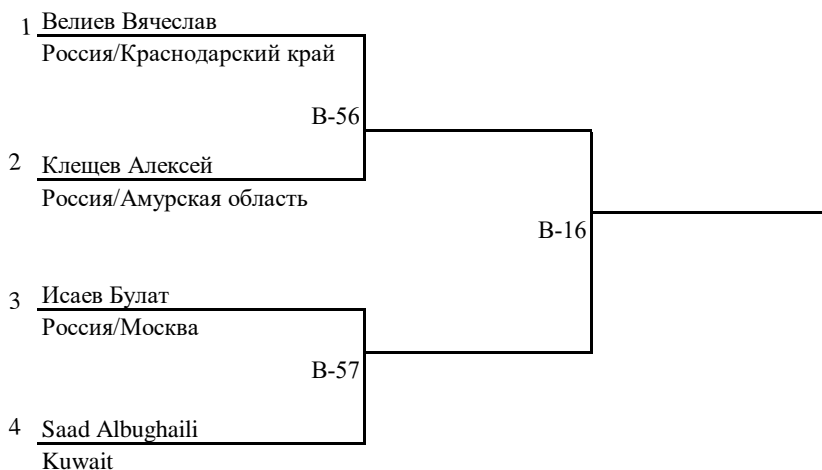 1 Велиев Вячеслав
Россия/Краснодарский край
B-56
2 Клещев Алексей
Россия/Амурская область
B-16
3 Исаев Булат
Россия/Москва
B-57
4 Saad Albughaili
Kuwait